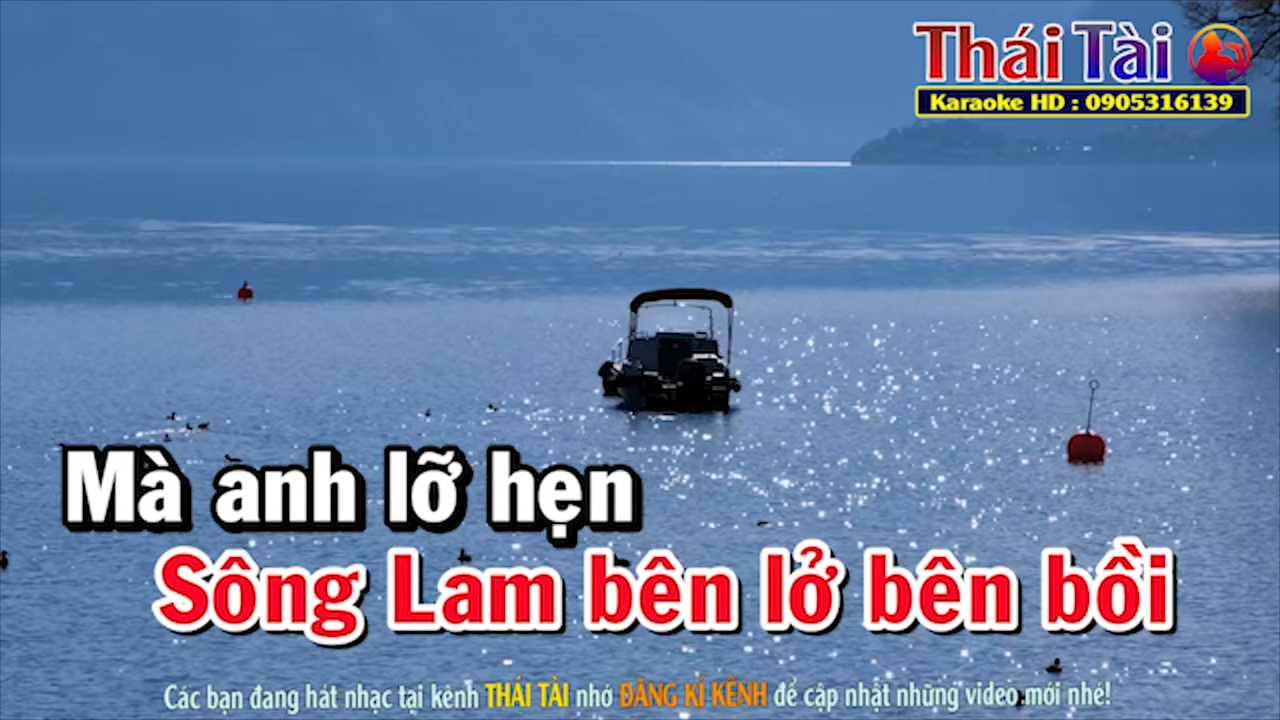 Thái Tài
Karaoke HD : 0905316139
Mà anh lỡ hẹn
Sông Lam bên lở bên bồi
Các bạn đang hát nhạc tại kênh THÁI TÀI nhớ ĐĂNG KÍ KÊNH để cập nhật những video mới nhé!